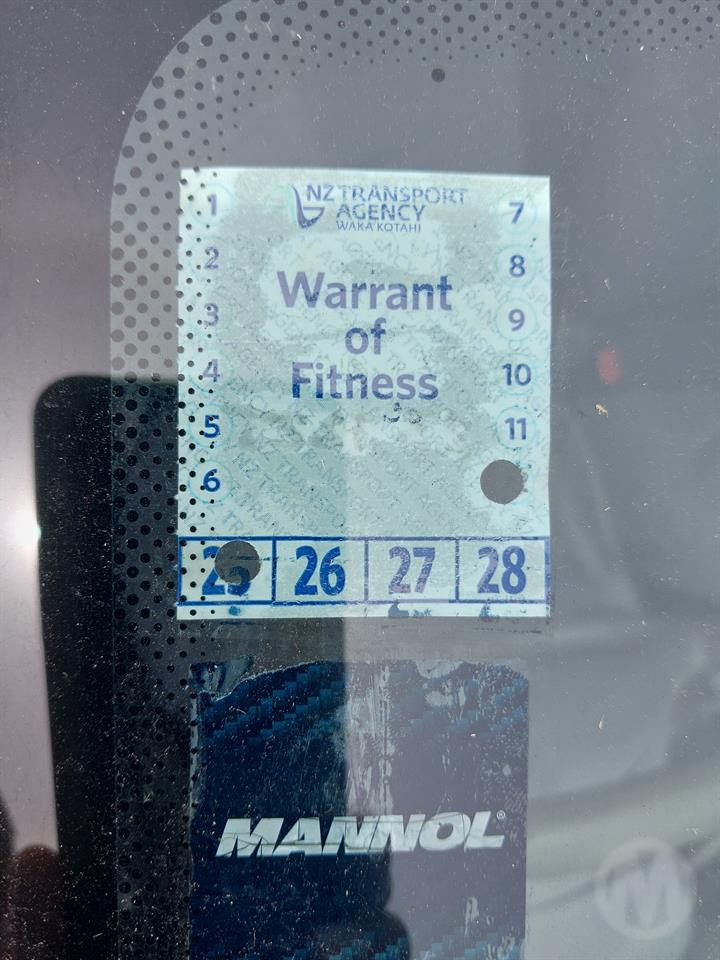 NZ TRANSPORT
AGENCY
WAKA KOTAHI
1
7
2
8
Warrant
of
Fitness
3
9
4
10
5
11
6
25 26 27 28
MANNOL®
M